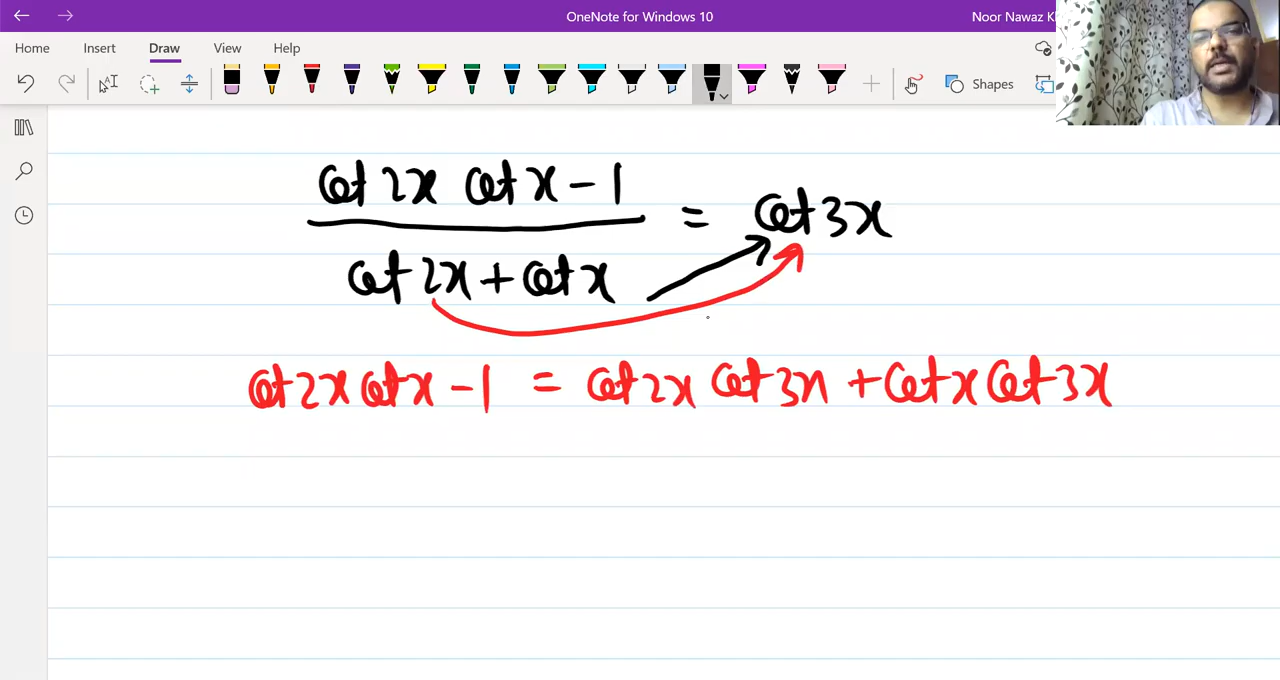 OneNote for Windows 10
Noor Nawaz
Home Insert Draw View Help
Shapes
cot 2x cot x - 1
= cot 3x
cot 2x + cot x
cot 2x cot x - 1 = cot 2x cot 3x + cot x cot 3x